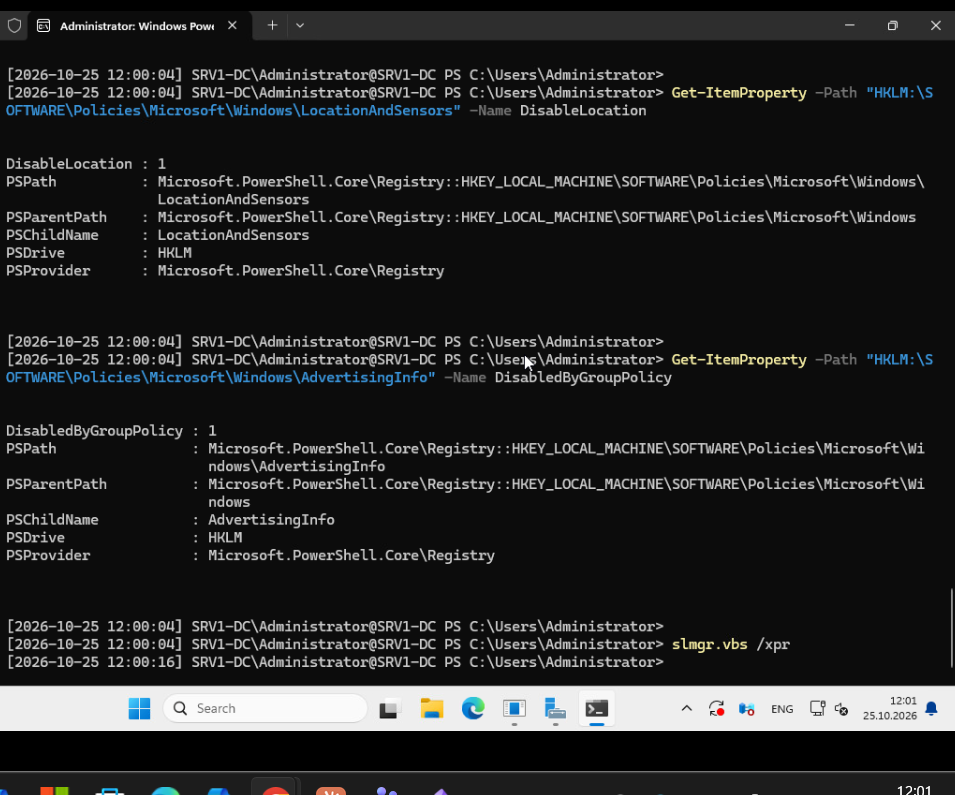 Administrator: Windows Powe
[2026-10-25 12:00:04] SRV1-DC\Administrator@SRV1-DC PS C:\Users\Administrator>
[2026-10-25 12:00:04] SRV1-DC\Administrator@SRV1-DC PS C:\Users\Administrator> Get-ItemProperty -Path "HKLM:\S
OFTWARE\Policies\Microsoft\Windows\LocationAndSensors" -Name DisableLocation
DisableLocation : 1
PSPath : Microsoft.PowerShell.Core\Registry::HKEY_LOCAL_MACHINE\SOFTWARE\Policies\Microsoft\Windows\
LocationAndSensors
PSParentPath : Microsoft.PowerShell.Core\Registry::HKEY_LOCAL_MACHINE\SOFTWARE\Policies\Microsoft\Windows
PSChildName : LocationAndSensors
PSDrive : HKLM
PSProvider : Microsoft.PowerShell.Core\Registry
[2026-10-25 12:00:04] SRV1-DC\Administrator@SRV1-DC PS C:\Users\Administrator>
[2026-10-25 12:00:04] SRV1-DC\Administrator@SRV1-DC PS C:\Users\Administrator> Get-ItemProperty -Path "HKLM:\S
OFTWARE\Policies\Microsoft\Windows\AdvertisingInfo" -Name DisabledByGroupPolicy
DisabledByGroupPolicy : 1
PSPath : Microsoft.PowerShell.Core\Registry::HKEY_LOCAL_MACHINE\SOFTWARE\Policies\Microsoft\Wi
ndows\AdvertisingInfo
PSParentPath : Microsoft.PowerShell.Core\Registry::HKEY_LOCAL_MACHINE\SOFTWARE\Policies\Microsoft\Wi
ndows
PSChildName : AdvertisingInfo
PSDrive : HKLM
PSProvider : Microsoft.PowerShell.Core\Registry
[2026-10-25 12:00:04] SRV1-DC\Administrator@SRV1-DC PS C:\Users\Administrator>
[2026-10-25 12:00:04] SRV1-DC\Administrator@SRV1-DC PS C:\Users\Administrator> slmgr.vbs /xpr
[2026-10-25 12:00:16] SRV1-DC\Administrator@SRV1-DC PS C:\Users\Administrator>
Search
ENG
12:01
25.10.2026
12:01